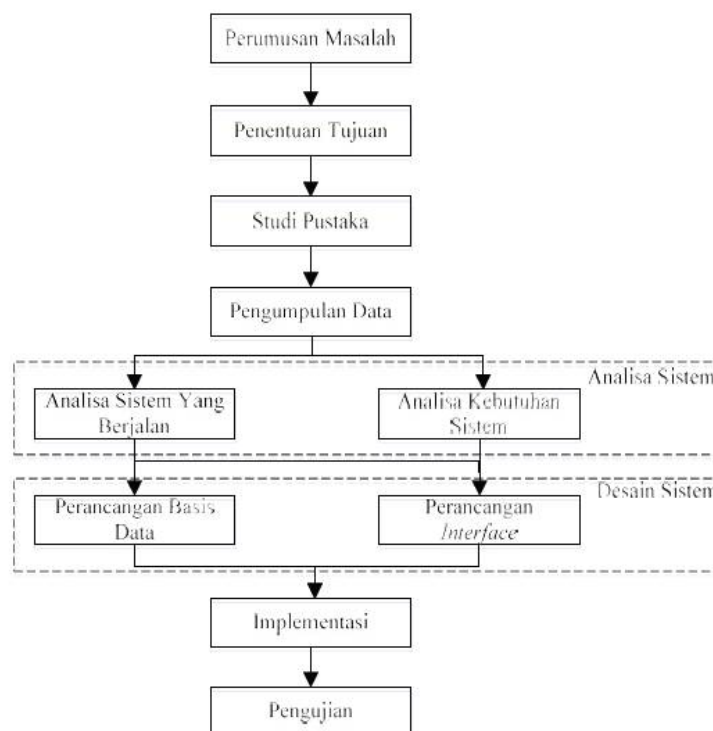 Perumusan Masalah
Penentuan Tujuan
Studi Pustaka
Pengumpulan Data
Analisa Sistem
Analisa Sistem Yang
Berjalan
Analisa Kebutuhan
Sistem
Desain Sistem
Perancangan Basis
Data
Perancangan
Interface
Implementasi
Pengujian